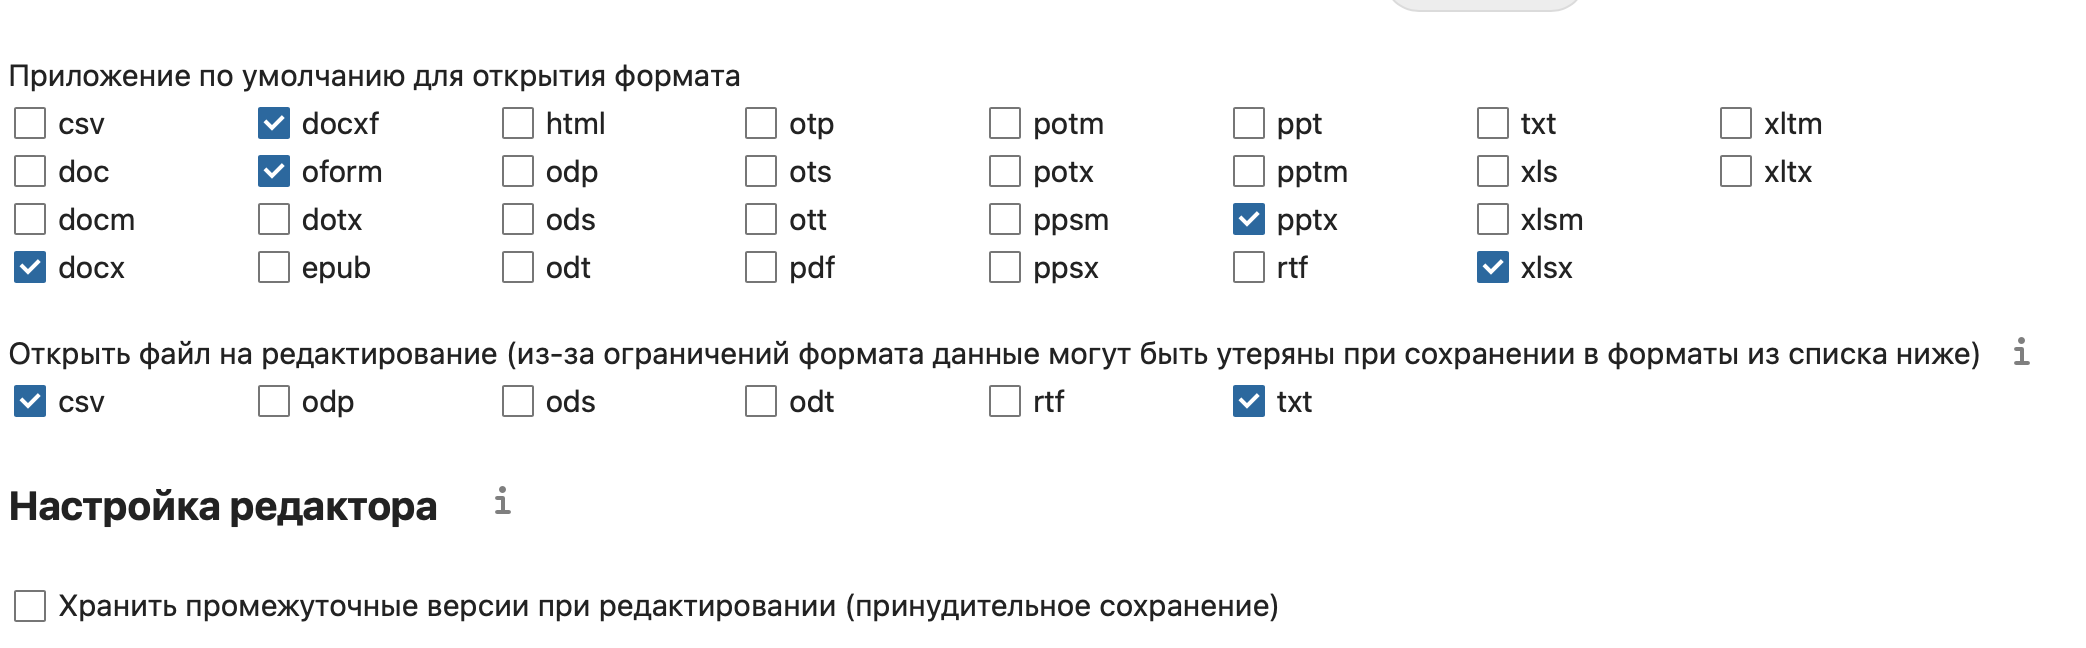 Приложение по умолчанию для открытия формата
csv docxf html otp potm ppt txt xltm
doc oform odp ots potx pptm xls xltx
docm dotx ods ott ppsm pptx xlsm
docx epub odt pdf ppsx rtf xlsx
Открыть файл на редактирование (из-за ограничений формата данные могут быть утеряны при сохранении в форматы из списка ниже)
csv odp ods odt rtf txt
Настройка редактора
Хранить промежуточные версии при редактировании (принудительное сохранение)